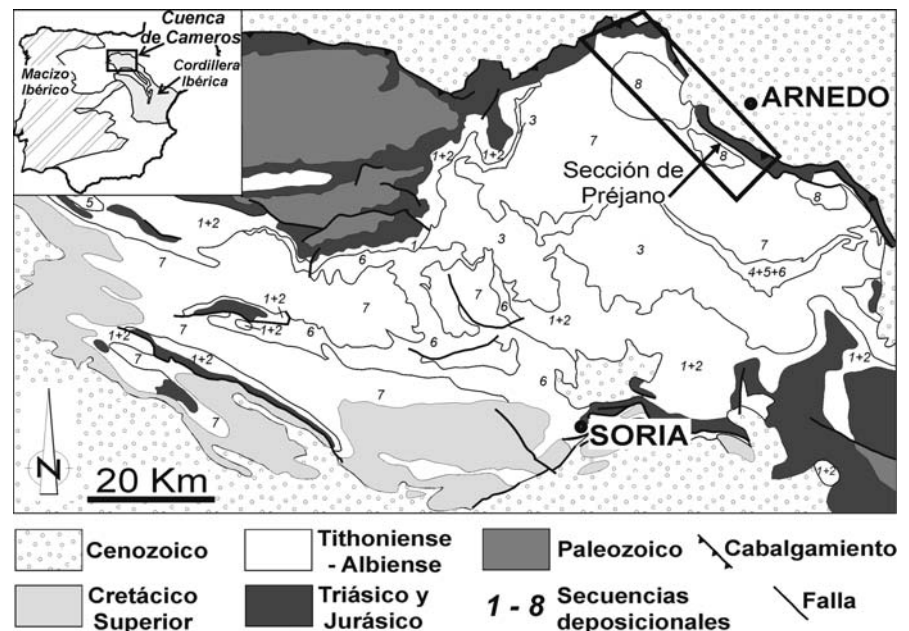 Cuenca
de Cameros
Macizo
Ibérico
Cordillera
Ibérica
ARNEDO
Sección de
Préjano
SORIA
N
20 Km
8
8
8
7
3
1+2
1+2
5
1+2
7
6
1
3
3
7
4+5+6
7
7
6
1+2
7
1+2
1+2
6
6
1+2
1+2
7
1+2
7
6
1+2
7
7
1+2
Cenozoico
Tithoniense
- Albiense
Paleozoico
Cabalgamiento
Cretácico
Superior
Triásico y
Jurásico
1 - 8
Secuencias
deposicionales
Falla